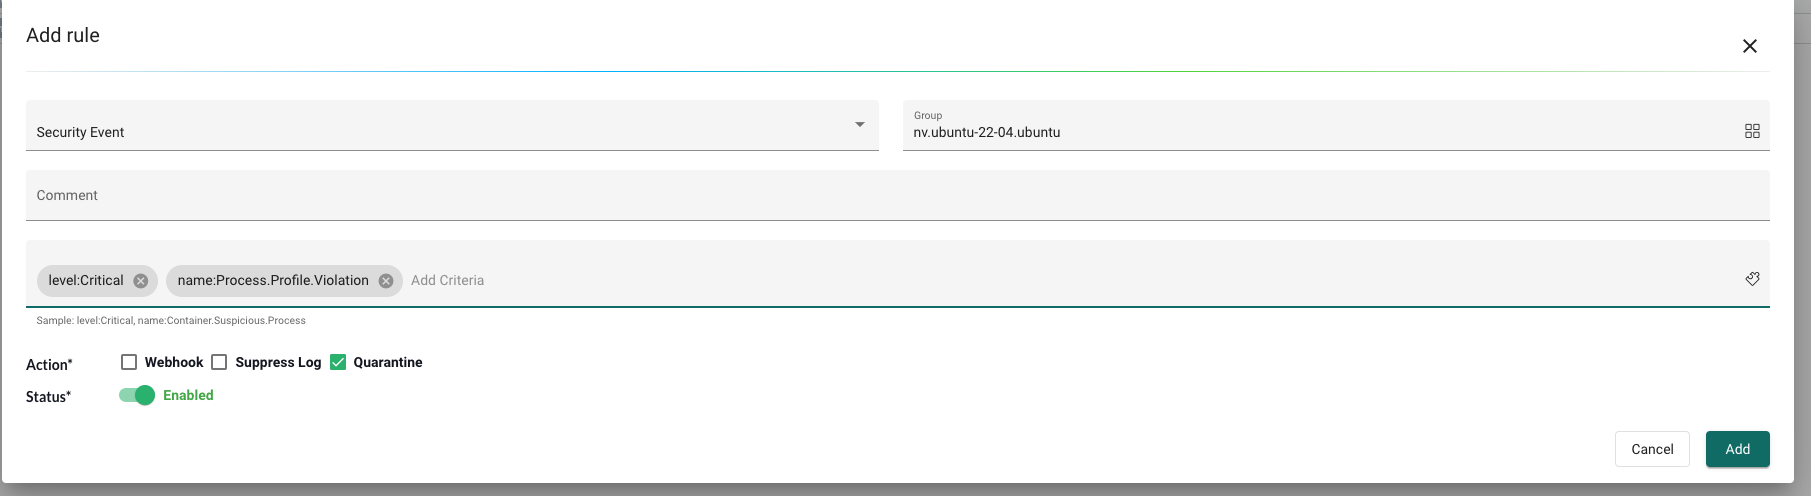 Add rule
Security Event
Group
nv.ubuntu-22-04.ubuntu
Comment
level:Critical name:Process.Profile.Violation Add Criteria
Sample: level:Critical, name:Container.Suspicious.Process
Action* Webhook Suppress Log Quarantine
Status* Enabled
Cancel Add